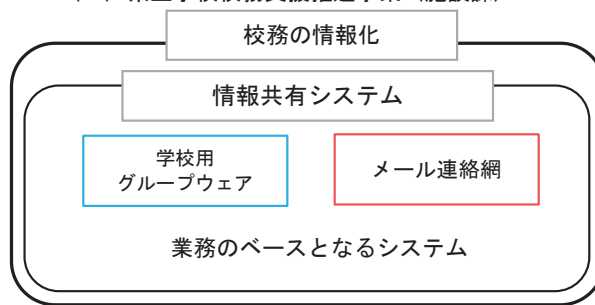 校務の情報化
情報共有システム
学校用
グループウェア
メール連絡網
業務のベースとなるシステム